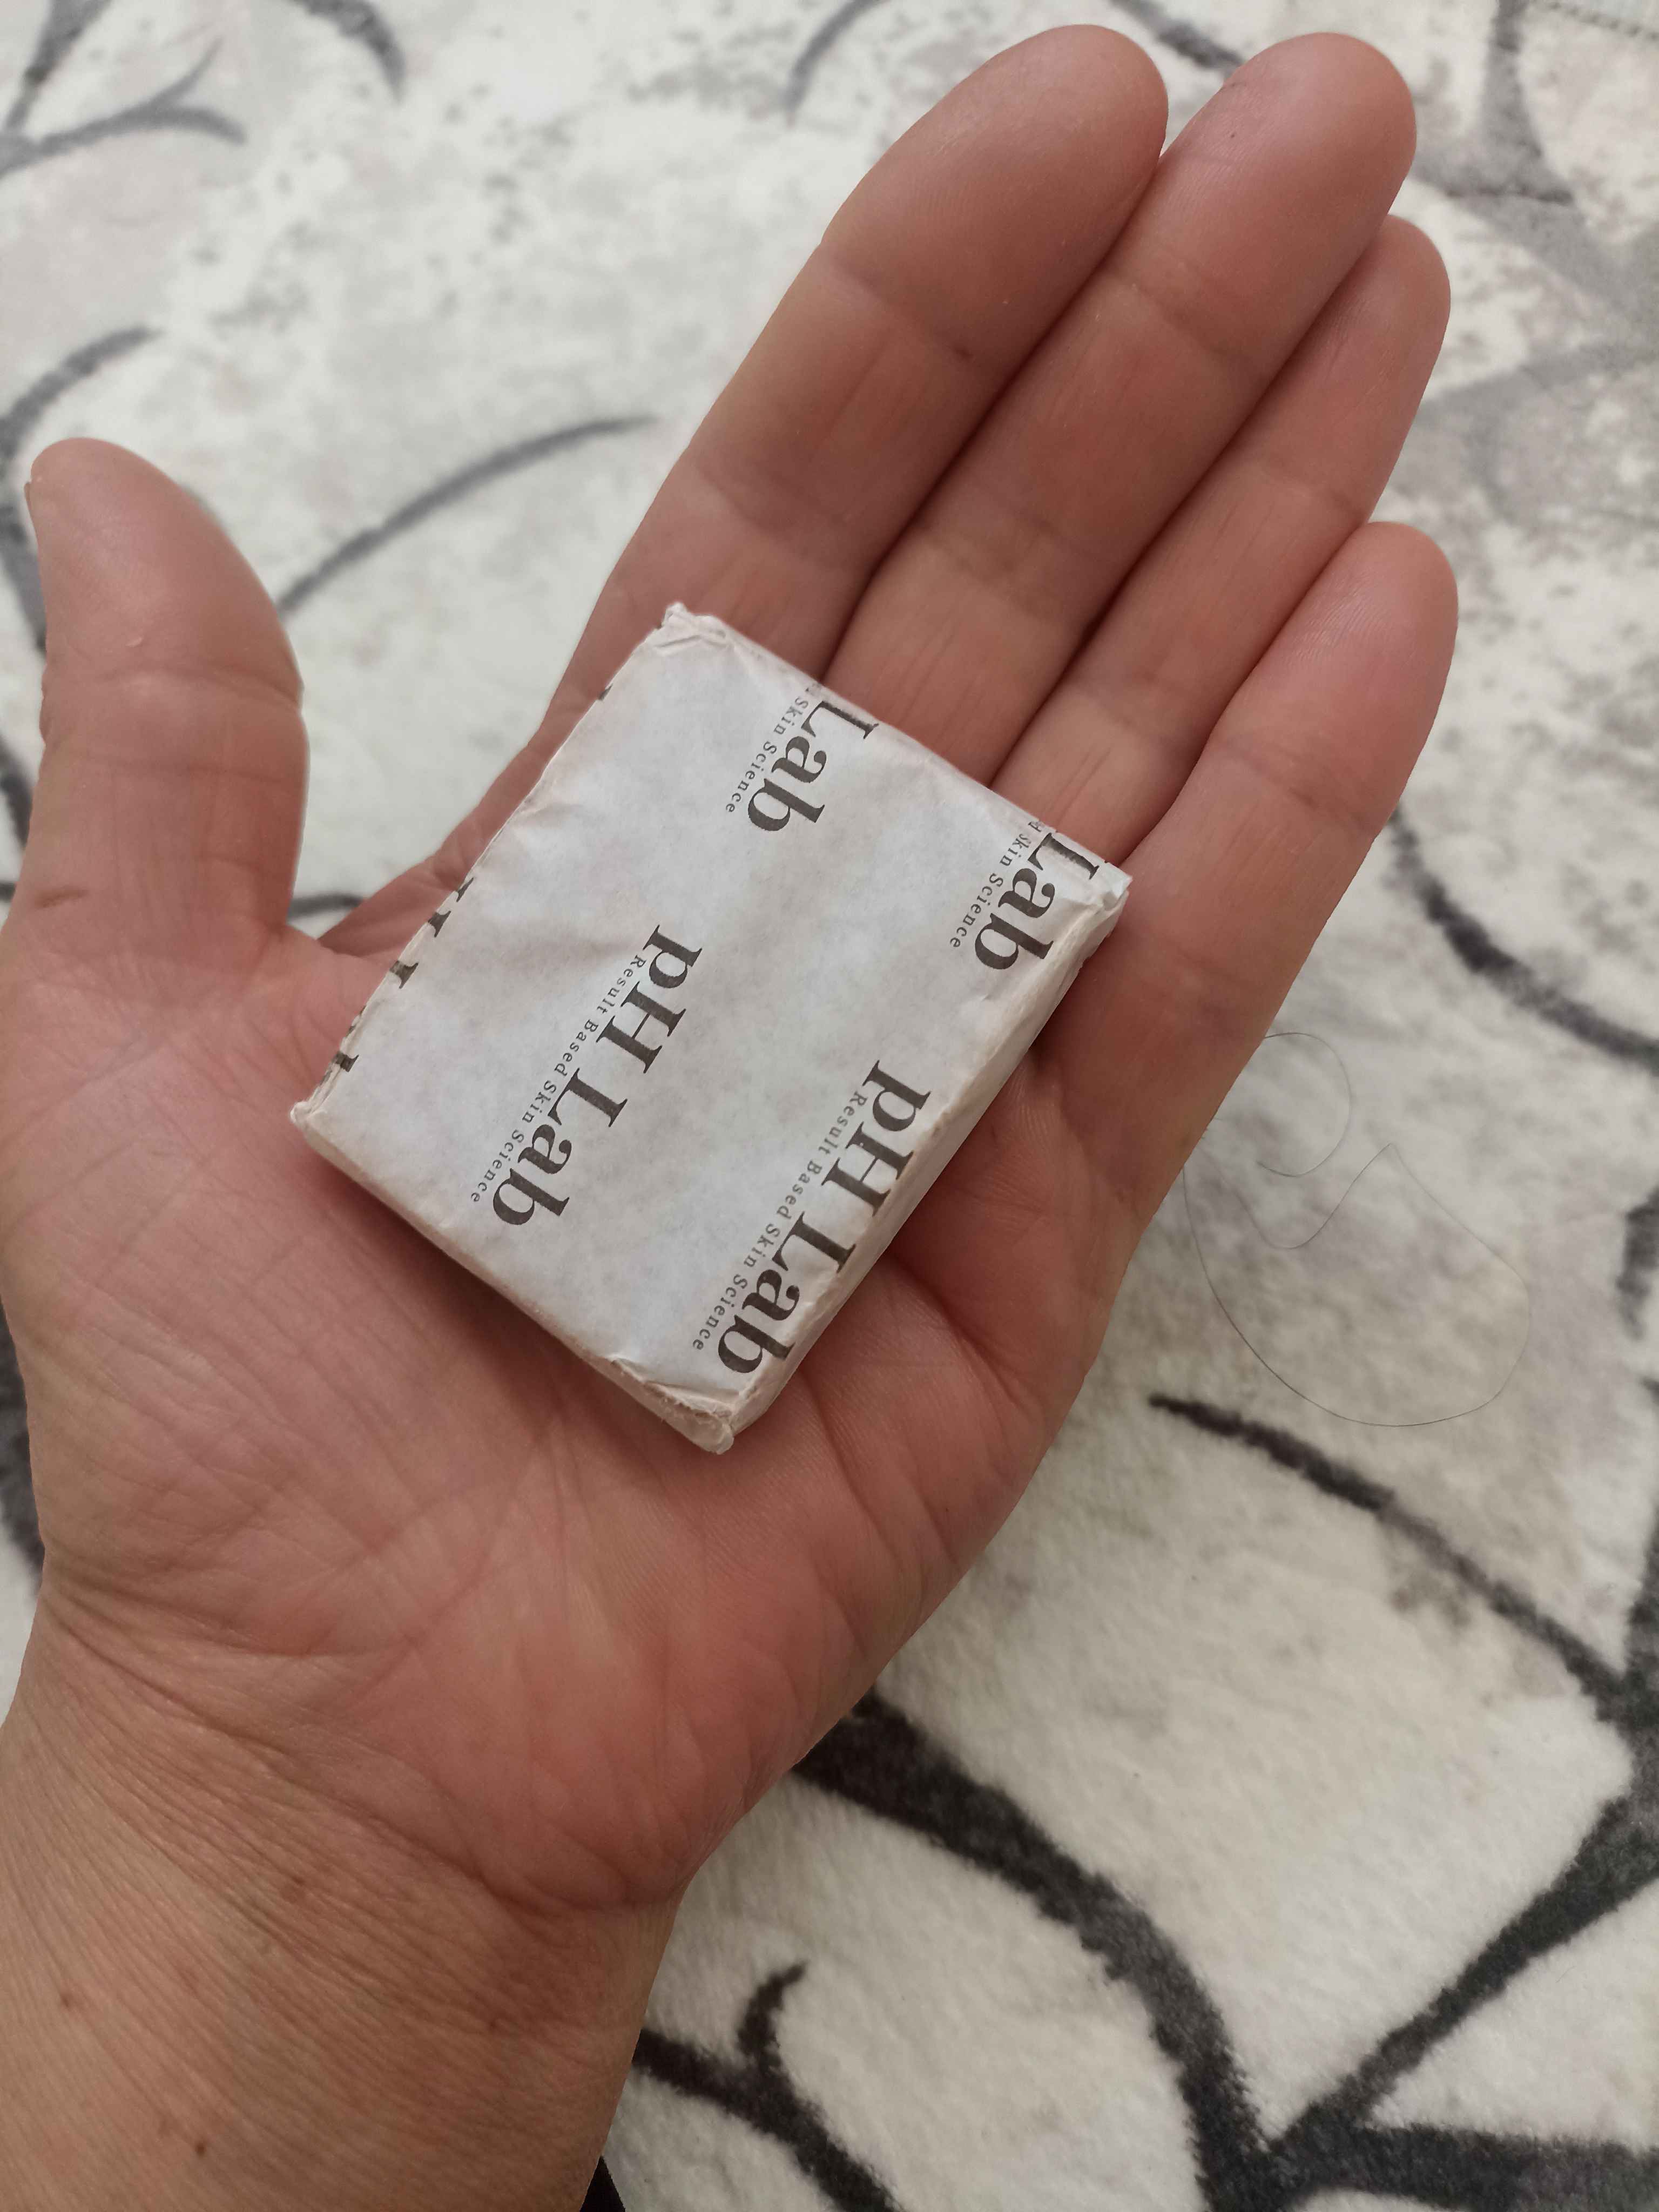 Lab
Skin Science
Lab
Skin Science
pH Lab
Result Based Skin Science
pH Lab
Result Based Skin Science